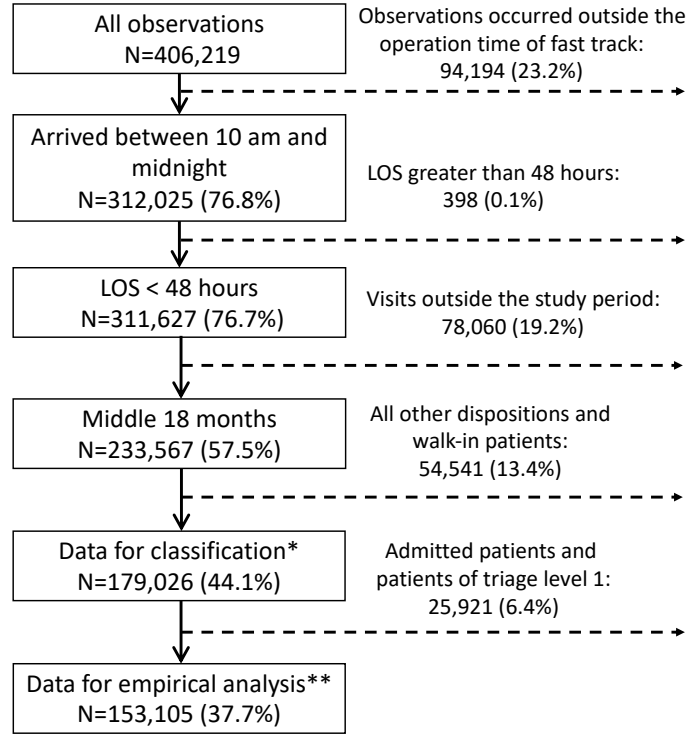 All observations
N=406,219
Observations occurred outside the
operation time of fast track:
94,194 (23.2%)
Arrived between 10 am and
midnight
N=312,025 (76.8%)
LOS greater than 48 hours:
398 (0.1%)
LOS < 48 hours
N=311,627 (76.7%)
Visits outside the study period:
78,060 (19.2%)
Middle 18 months
N=233,567 (57.5%)
All other dispositions and
walk-in patients:
54,541 (13.4%)
Data for classification*
N=179,026 (44.1%)
Admitted patients and
patients of triage level 1:
25,921 (6.4%)
Data for empirical analysis**
N=153,105 (37.7%)